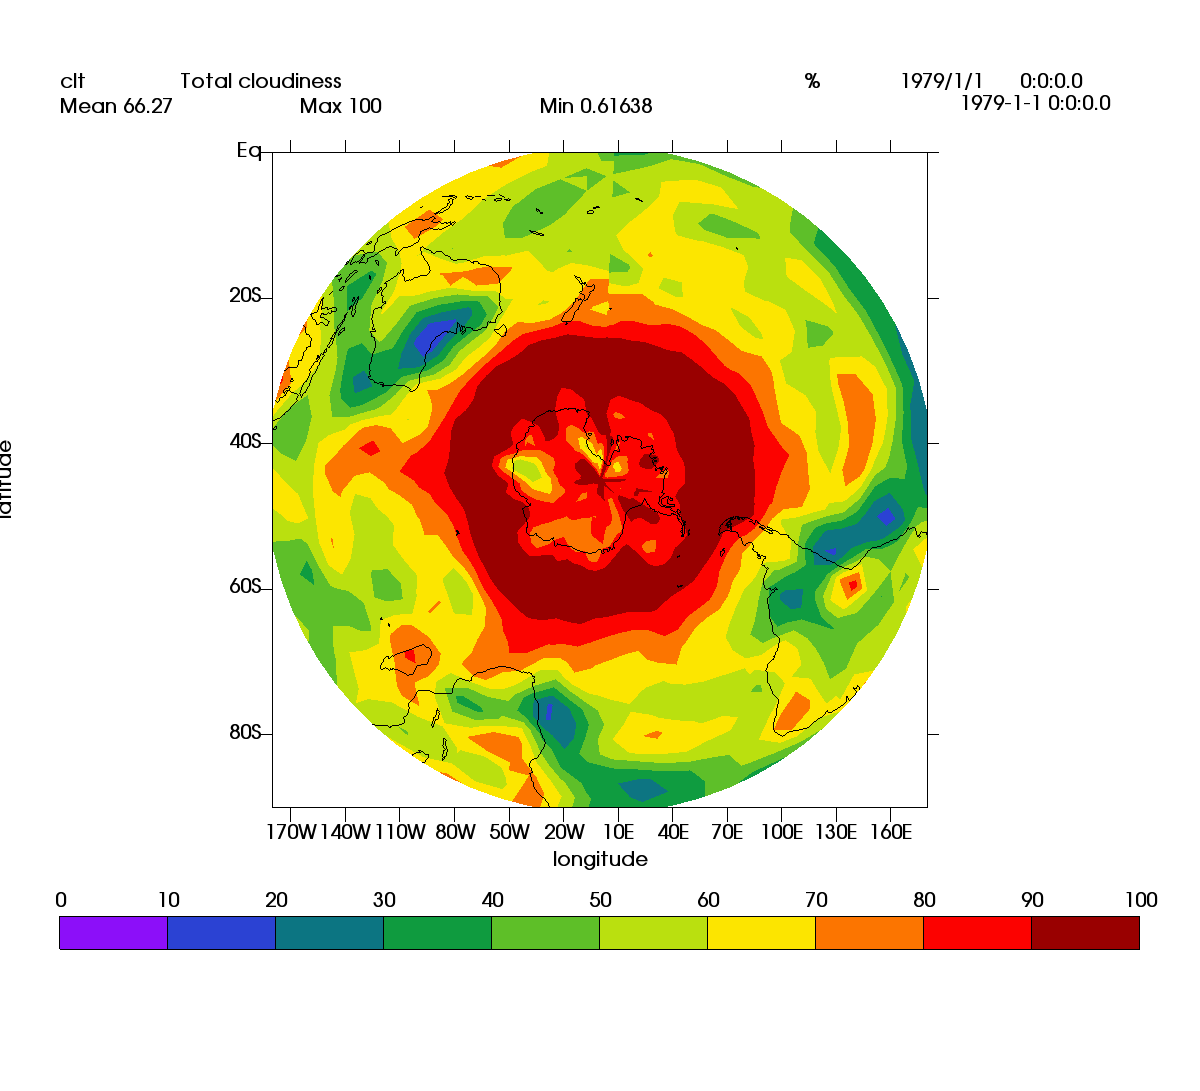 clt Total cloudiness % 1979/1/1 0:0:0.0
Mean 66.27 Max 100 Min 0.61638 1979-1-1 0:0:0.0
Eq
20S
40S
latitude
60S
80S
170W 140W 110W 80W 50W 20W 10E 40E 70E 100E 130E 160E
longitude
0 10 20 30 40 50 60 70 80 90 100